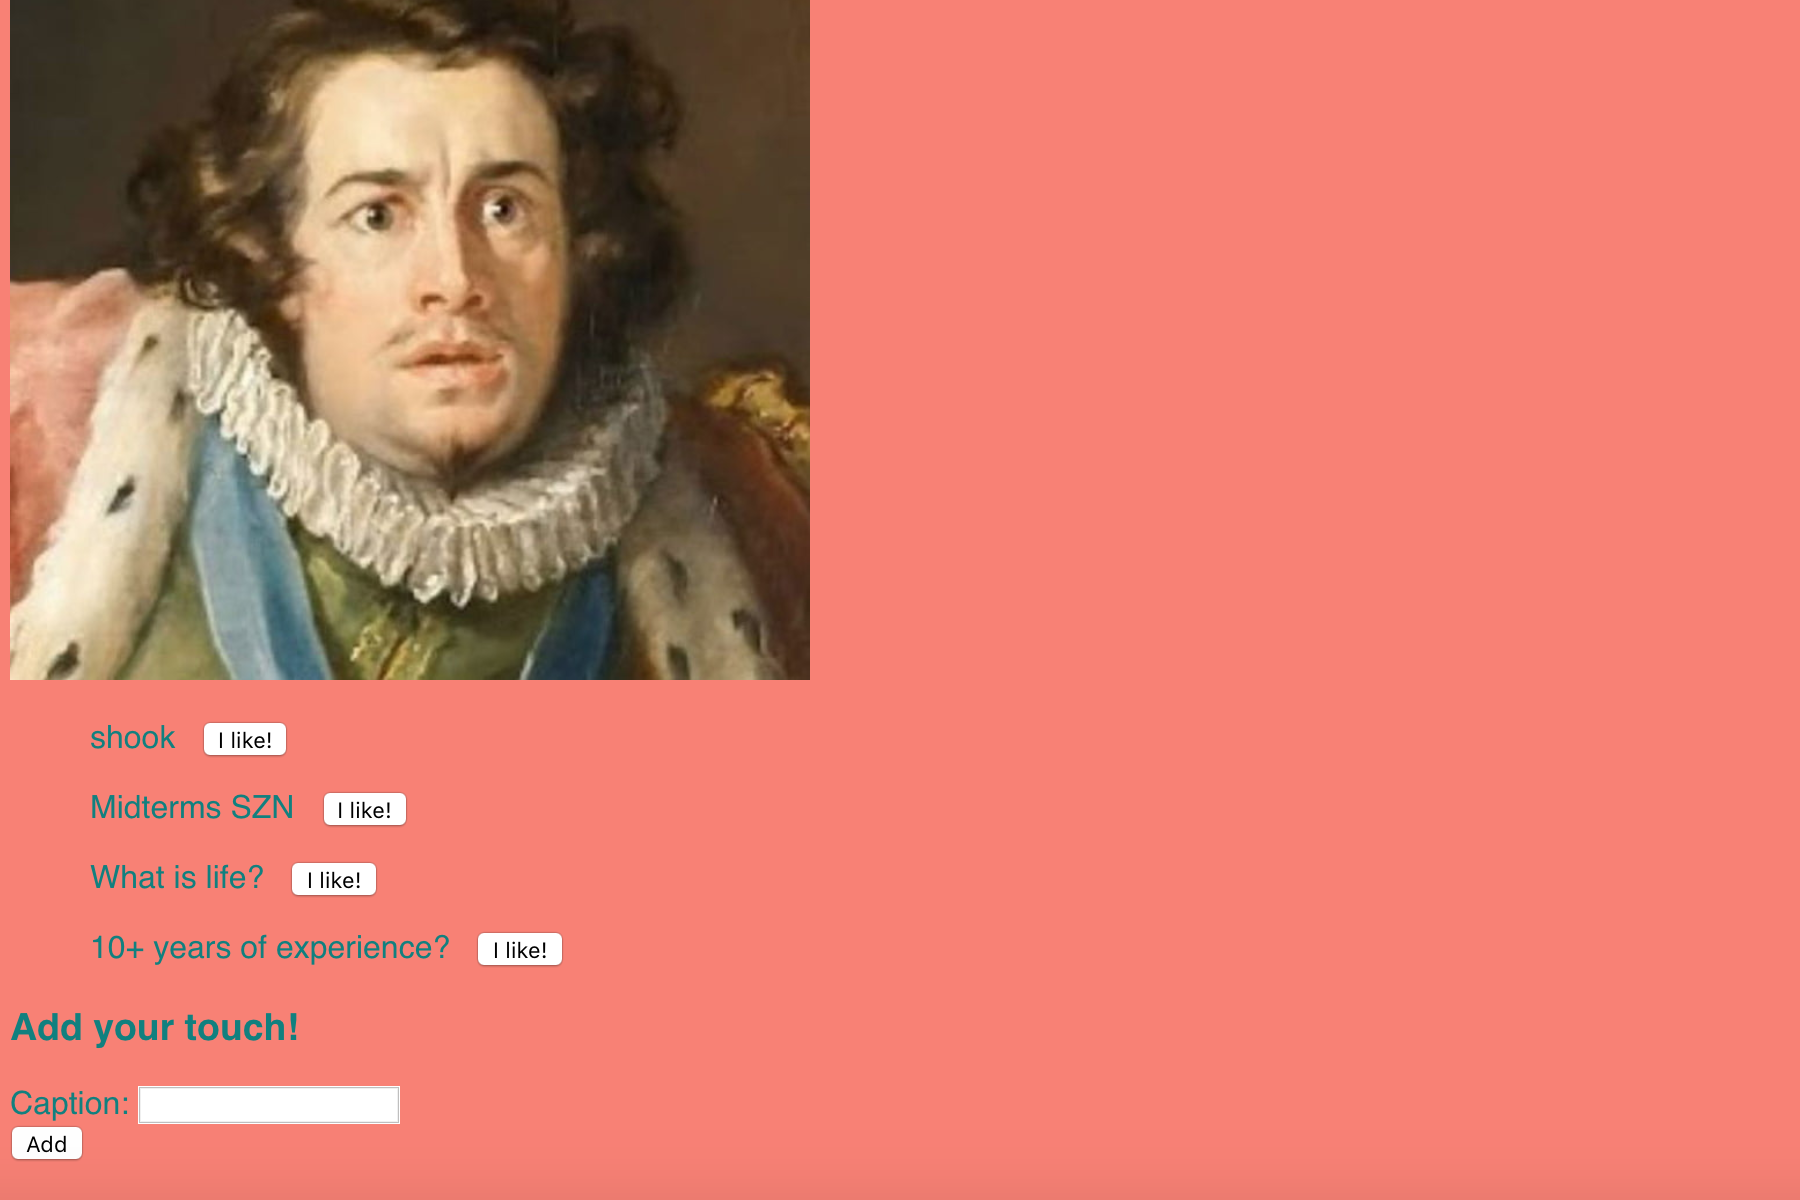 shook I like!
Midterms SZN I like!
What is life? I like!
10+ years of experience? I like!
Add your touch!
Caption:
Add